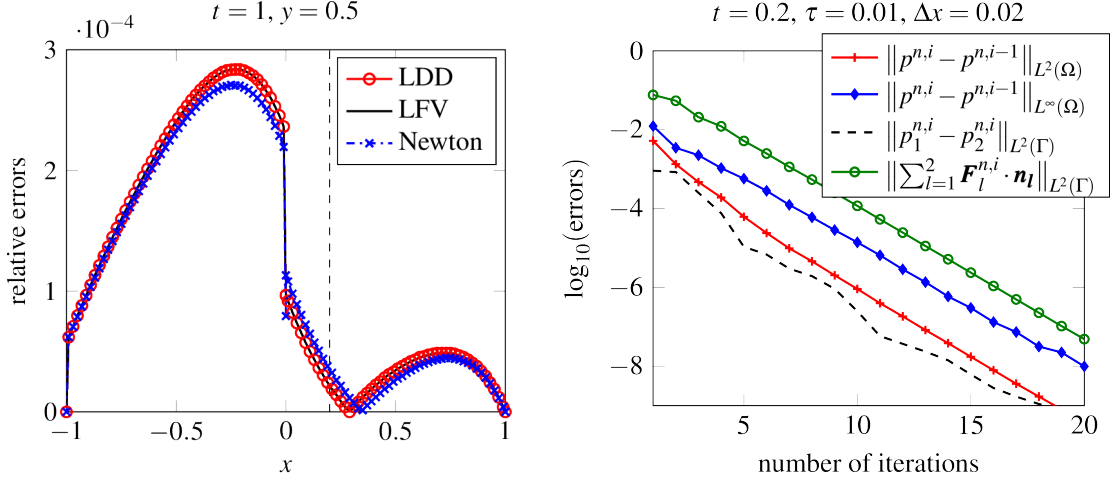 t = 1, y = 0.5
·10⁻⁴
3
2
1
0
relative errors
LDD
LFV
Newton
−1
−0.5
0
0.5
1
x
t = 0.2, τ = 0.01, Δx = 0.02
0
−2
−4
−6
−8
log₁₀(errors)
‖p^{n,i} − p^{n,i−1}‖_{L²(Ω)}
‖p^{n,i} − p^{n,i−1}‖_{L^∞(Ω)}
‖p₁^{n,i} − p₂^{n,i}‖_{L²(Γ)}
‖∑_{l=1}^{2} F_l^{n,i} · n_l‖_{L²(Γ)}
5
10
15
20
number of iterations